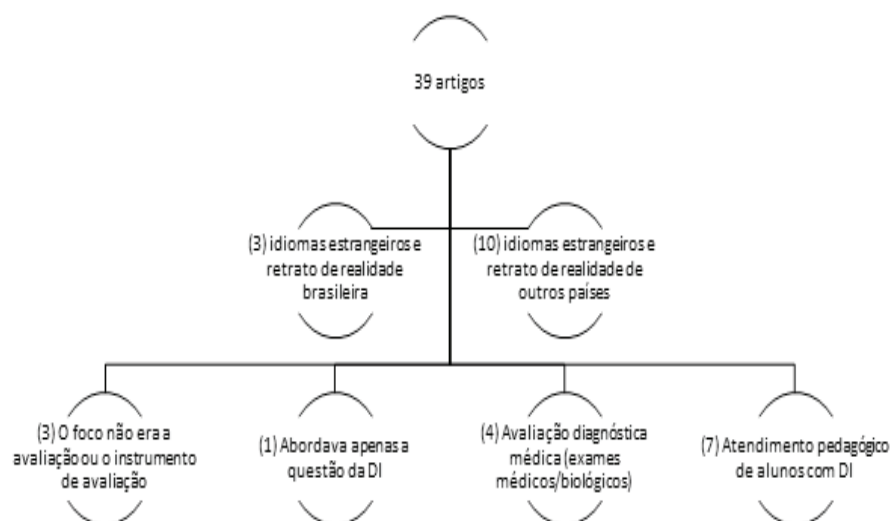 39 artigos
(3) idiomas estrangeiros e
retrato de realidade
brasileira
(10) idiomas estrangeiros e
retrato de realidade de
outros países
(3) O foco não era a
avaliação ou o instrumento
de avaliação
(1) Abordava apenas a
questão da DI
(4) Avaliação diagnóstica
médica (exames
médicos/biológicos)
(7) Atendimento pedagógico
de alunos com DI